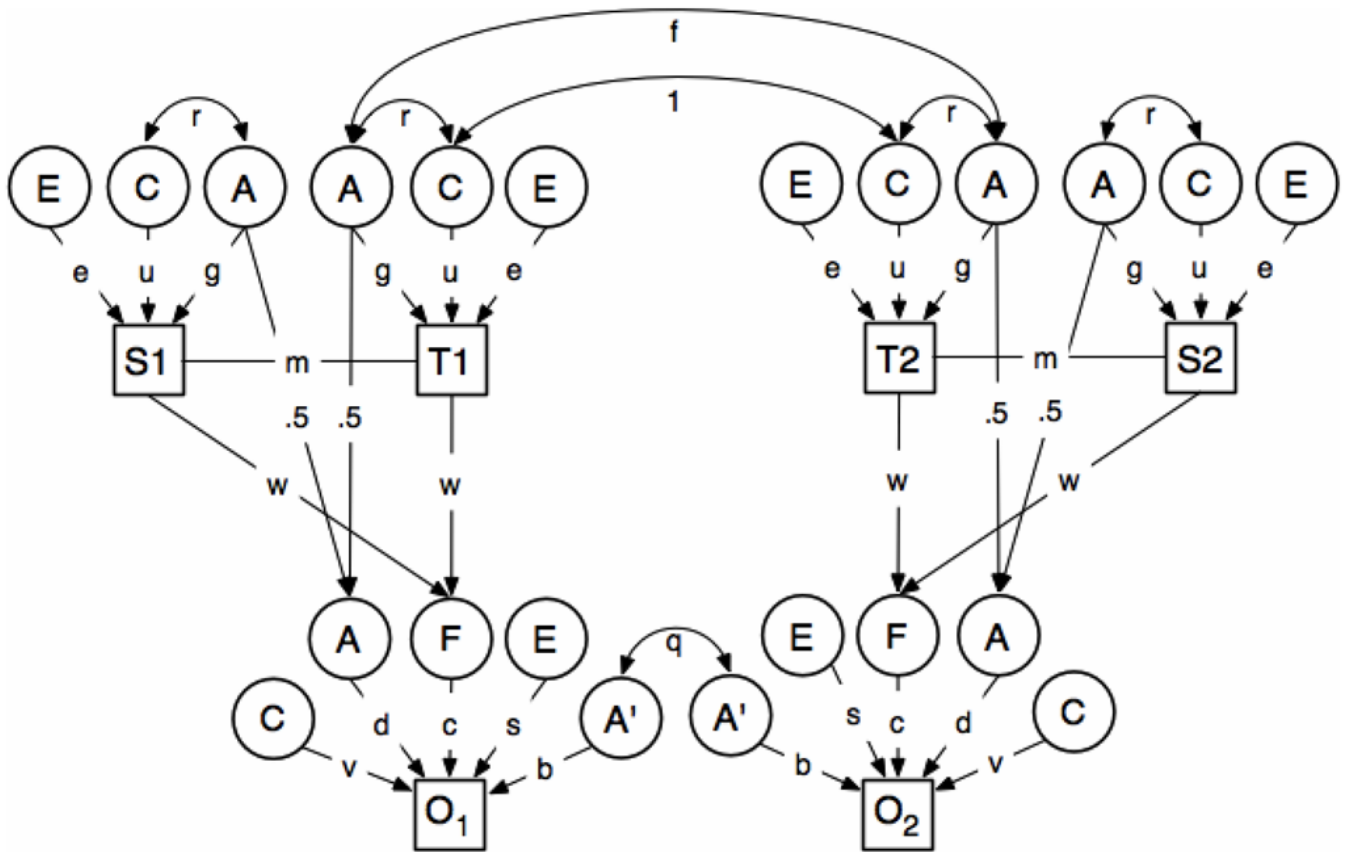 f
1
r r r r
E C A A C E E C A A C E
e u g g u e e u g g u e
S1 m T1 T2 m S2
.5 .5 .5 .5
w w w w
A F E E F A
q
C A' A' C
d c s s c d
v b b v
O1 O2